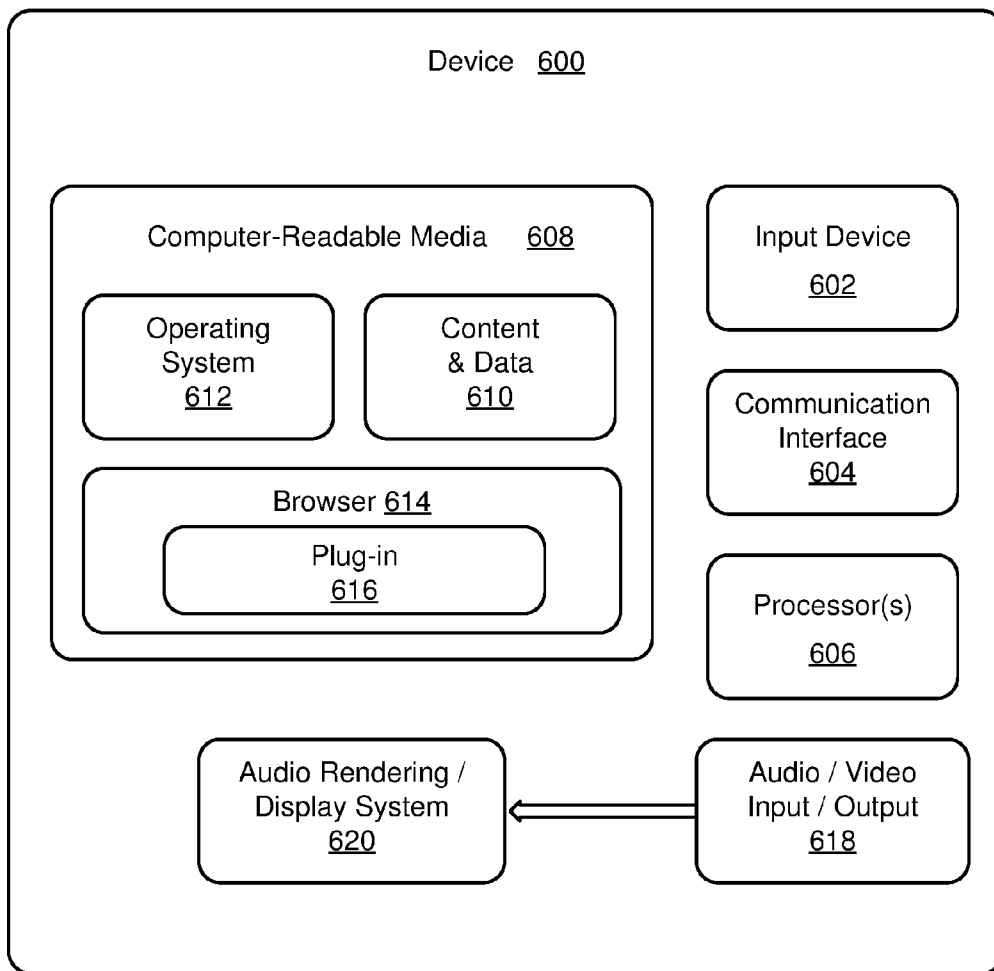 Device 600
Computer-Readable Media 608
Operating
System
612
Content
& Data
610
Browser 614
Plug-in
616
Input Device
602
Communication
Interface
604
Processor(s)
606
Audio Rendering /
Display System
620
Audio / Video
Input / Output
618